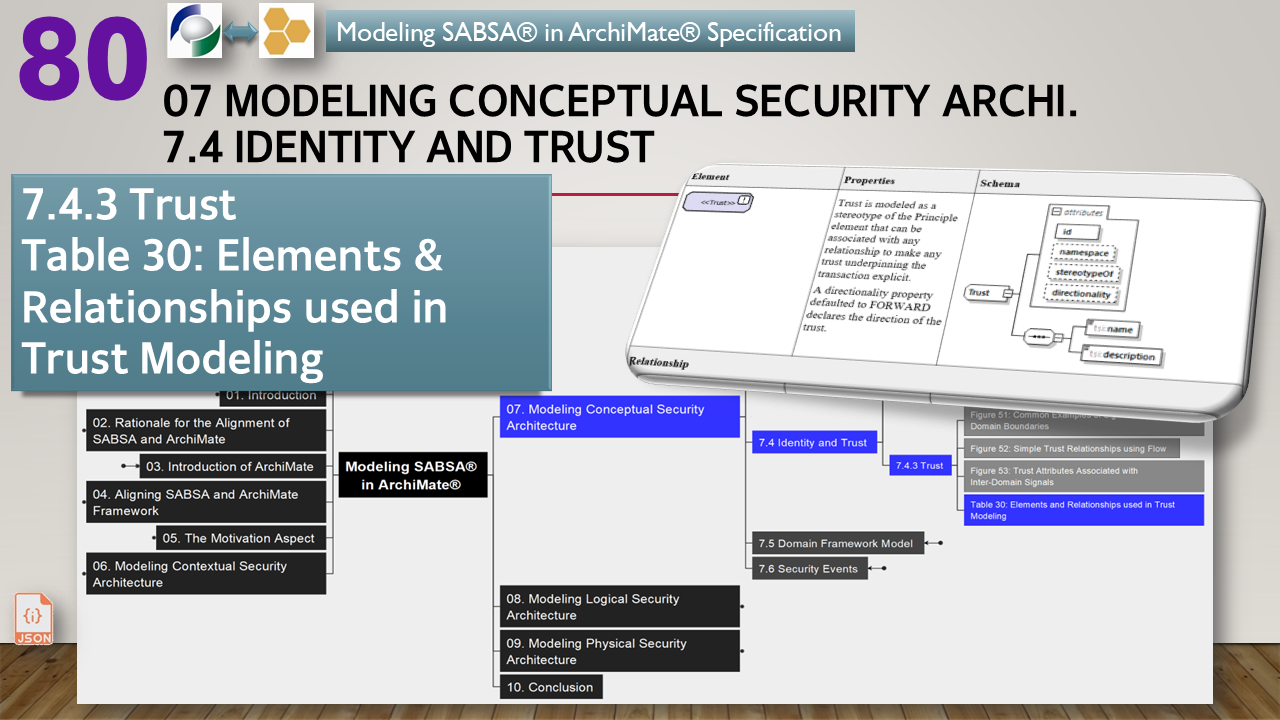 80
Modeling SABSA® in ArchiMate® Specification
07 MODELING CONCEPTUAL SECURITY ARCHI.
7.4 IDENTITY AND TRUST
7.4.3 Trust
Table 30: Elements &
Relationships used in
Trust Modeling
Element
Properties
Schema
<<Trust>>
Trust is modeled as a
stereotype of the Principle
element that can be
associated with any
relationship to make any
trust underpinning the
transaction explicit.
A directionality property
defaulted to FORWARD
declares the direction of the
trust.
attributes
id
namespace
stereotypeOf
directionality
Trust
name
description
Relationship
01. Introduction
02. Rationale for the Alignment of
SABSA and ArchiMate
03. Introduction of ArchiMate
04. Aligning SABSA and ArchiMate
Framework
05. The Motivation Aspect
06. Modeling Contextual Security
Architecture
Modeling SABSA®
in ArchiMate®
07. Modeling Conceptual Security
Architecture
08. Modeling Logical Security
Architecture
09. Modeling Physical Security
Architecture
10. Conclusion
7.4 Identity and Trust
7.5 Domain Framework Model
7.6 Security Events
7.4.3 Trust
Figure 51: Common Examples
Domain Boundaries
Figure 52: Simple Trust Relationships using Flow
Figure 53: Trust Attributes Associated with
Inter-Domain Signals
Table 30: Elements and Relationships used in Trust
Modeling
{i}
JSON